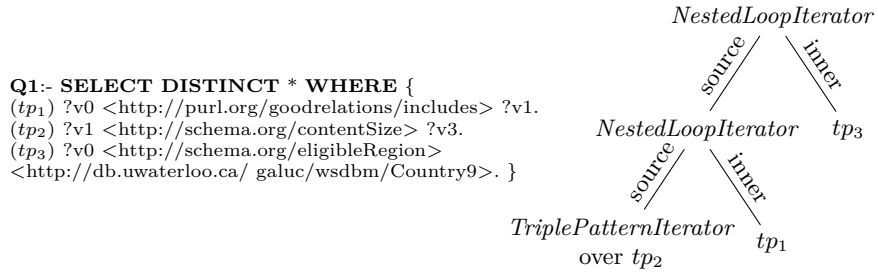 Q1:- SELECT DISTINCT * WHERE {
(tp1) ?v0 <http://purl.org/goodrelations/includes> ?v1.
(tp2) ?v1 <http://schema.org/contentSize> ?v3.
(tp3) ?v0 <http://schema.org/eligibleRegion>
<http://db.uwaterloo.ca/ galuc/wsdbm/Country9>. }
NestedLoopIterator
source
inner
NestedLoopIterator
tp3
source
inner
TriplePatternIterator
over tp2
tp1